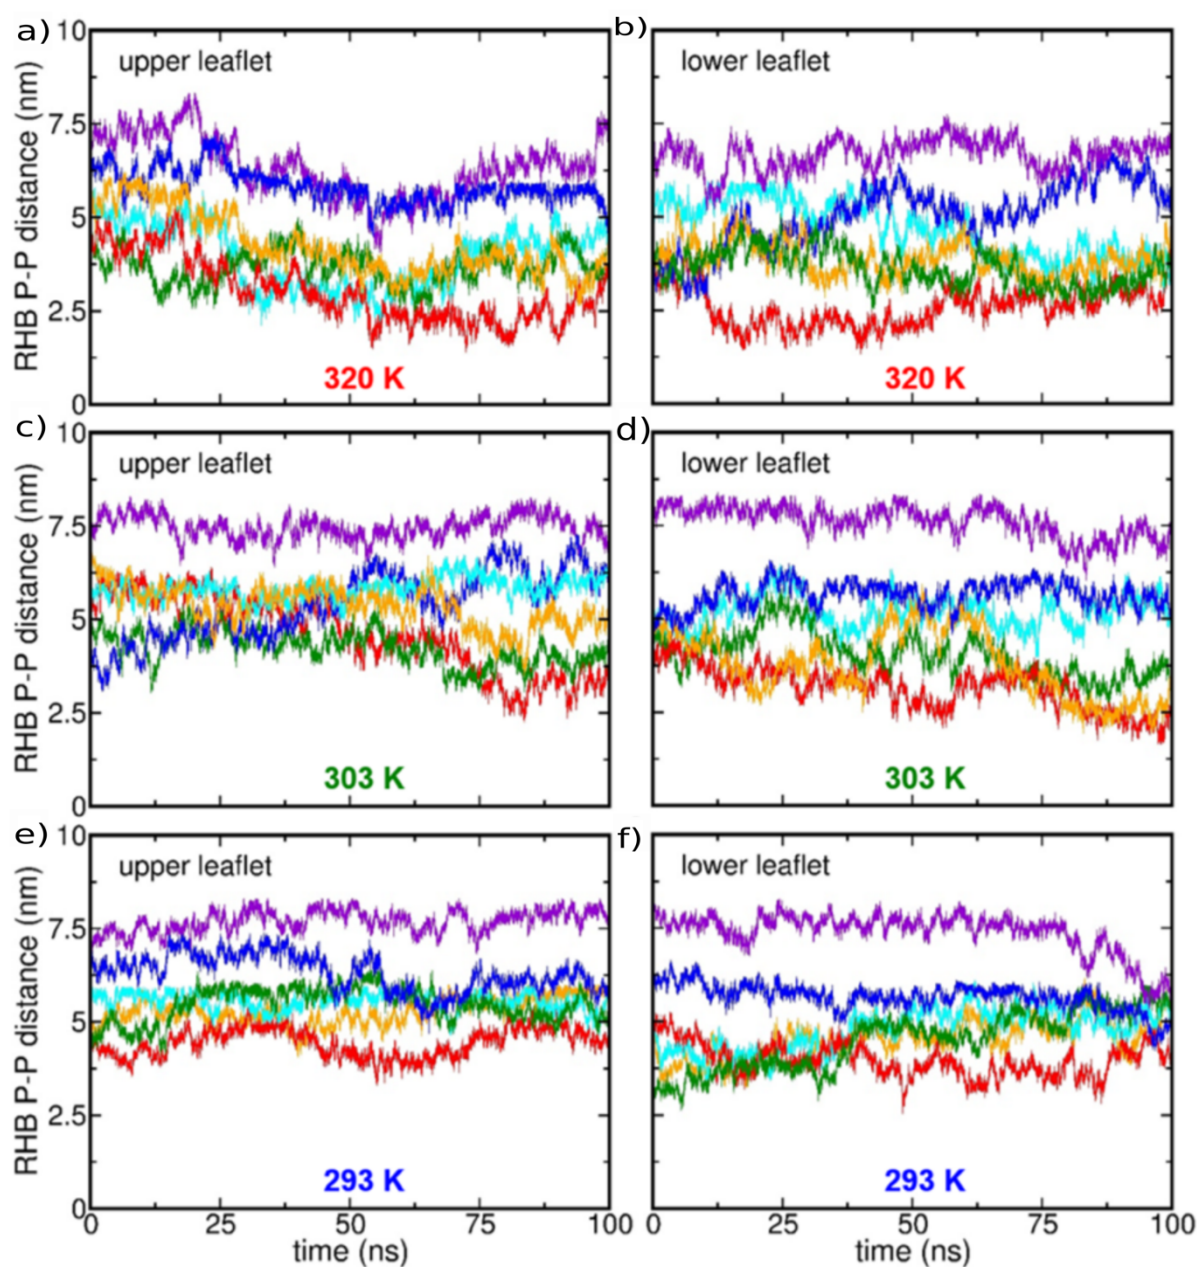 a)
10
upper leaflet
7.5
5
2.5
0
RHB P-P distance (nm)
320 K
b)
lower leaflet
320 K
c)
10
upper leaflet
7.5
5
2.5
0
RHB P-P distance (nm)
303 K
d)
lower leaflet
303 K
e)
10
upper leaflet
7.5
5
2.5
0
RHB P-P distance (nm)
293 K
0 25 50 75 100
time (ns)
f)
lower leaflet
293 K
0 25 50 75 100
time (ns)